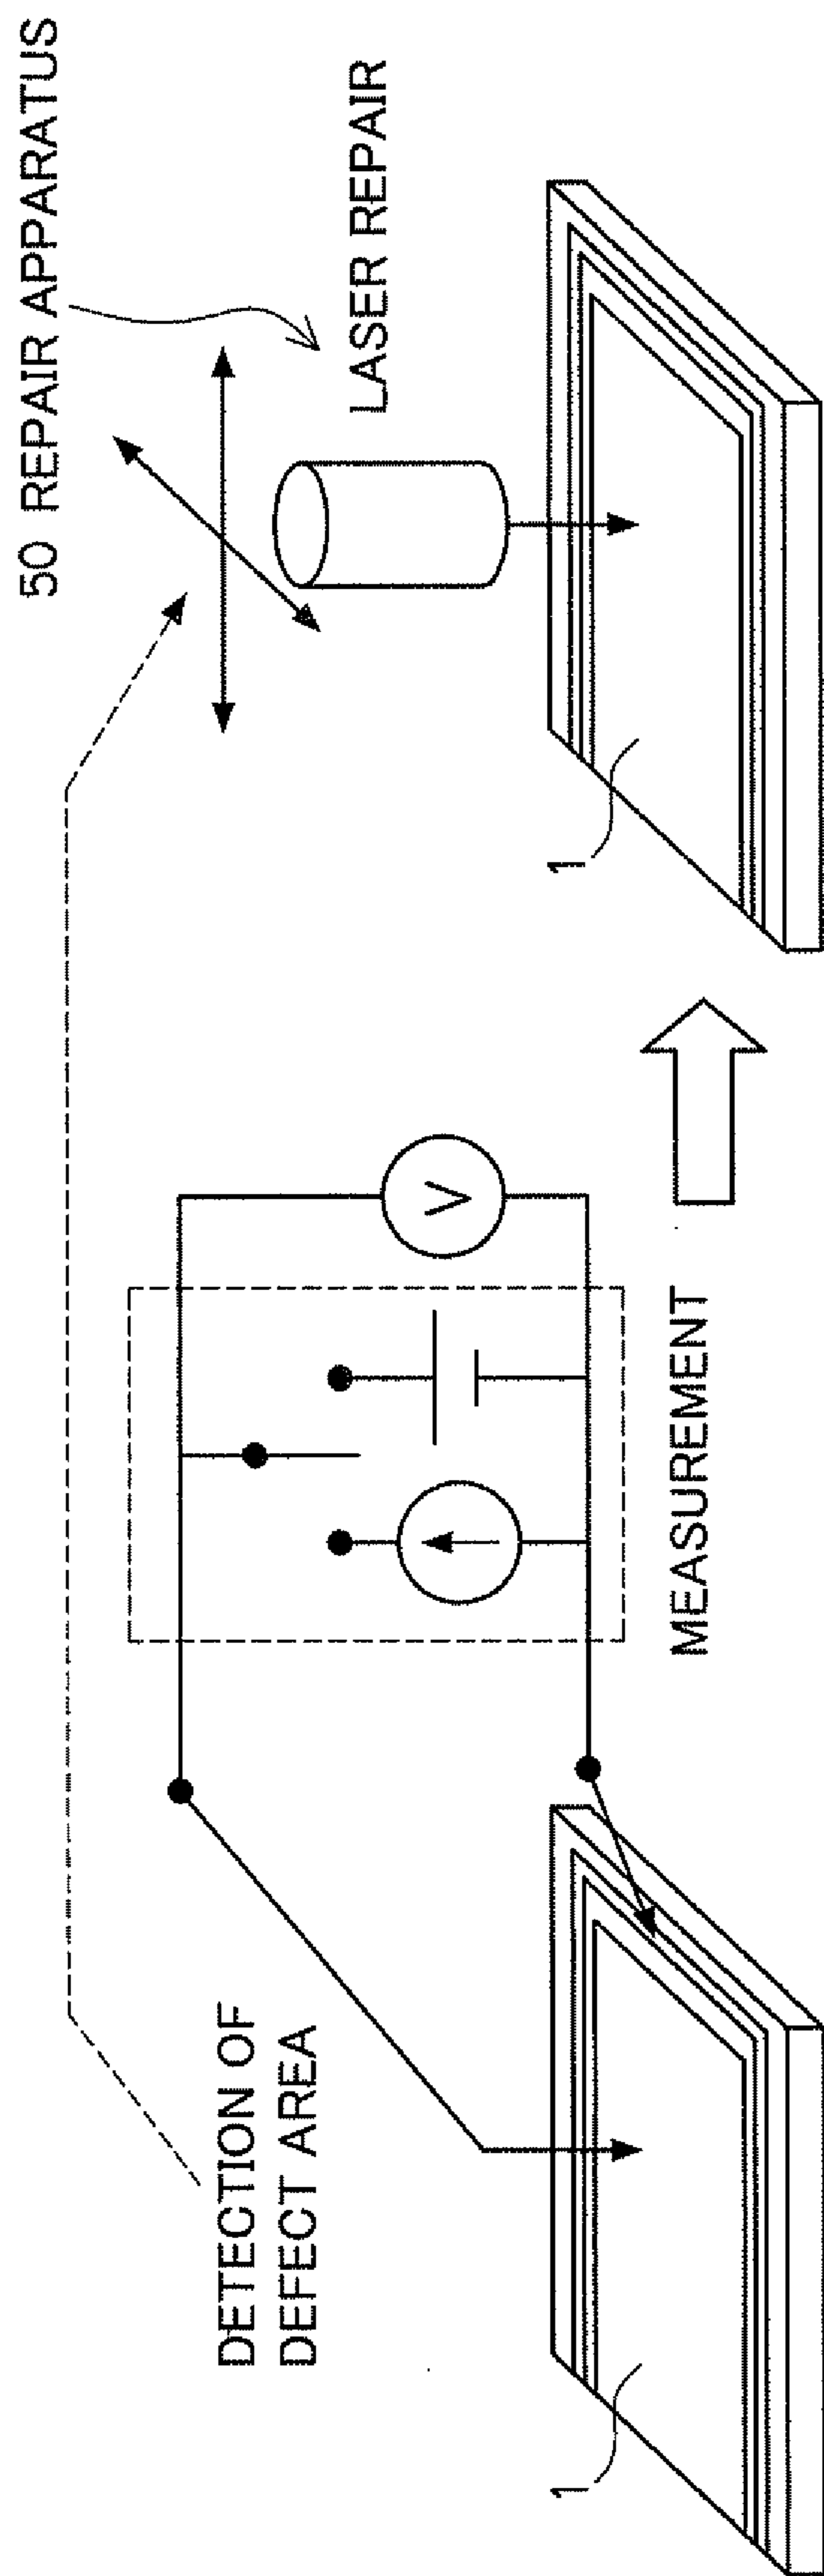 50 REPAIR APPARATUS
LASER REPAIR
DETECTION OF
DEFECT AREA
V
MEASUREMENT
1
1